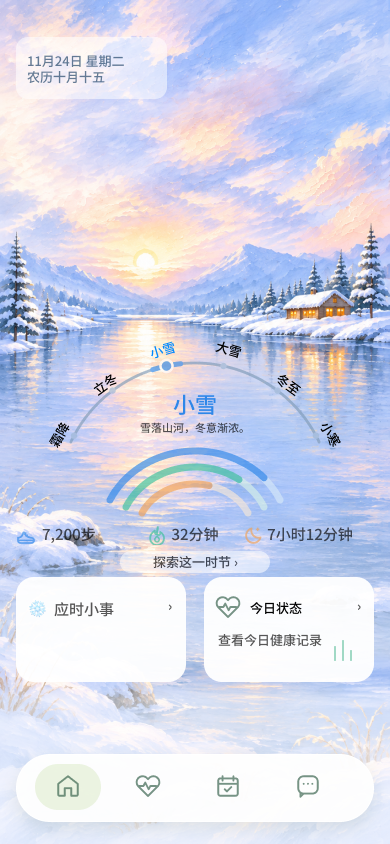 11月24日 星期二
农历十月十五
霜降
立冬
小雪
大雪
冬至
小寒
小雪
雪落山河，冬意渐浓。
7,200步
32分钟
7小时12分钟
探索这一时节 ›
应时小事 ›
今日状态 ›
查看今日健康记录